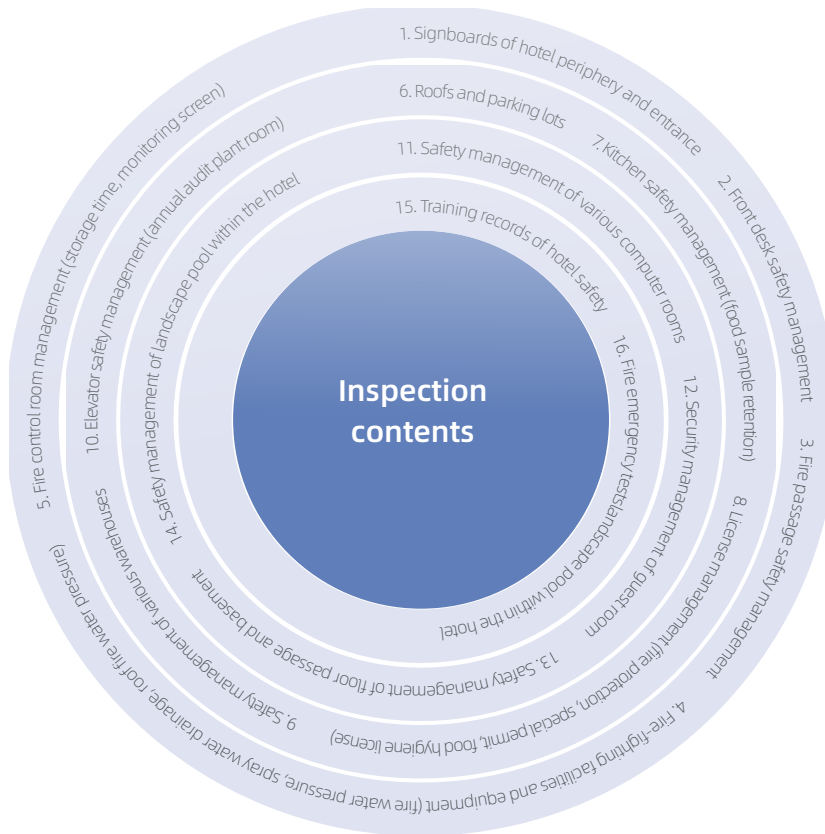 1. Signboards of hotel periphery and entrance
2. Front desk safety management
3. Fire passage safety management
4. Fire-fighting facilities and equipment (fire water pressure, spray water drainage, roof fire water pressure)
5. Fire control room management (storage time, monitoring screen)
6. Roofs and parking lots
7. Kitchen safety management (food sample retention)
8. License management (fire protection, special permit, food hygiene license)
9. Safety management of various warehouses
10. Elevator safety management (annual audit plant room)
11. Safety management of various computer rooms
12. Security management of guest room
13. Safety management of floor passage and basement
14. Safety management of landscape pool within the hotel
15. Training records of hotel safety
16. Fire emergency testslandscape pool within the hotel
Inspection
contents